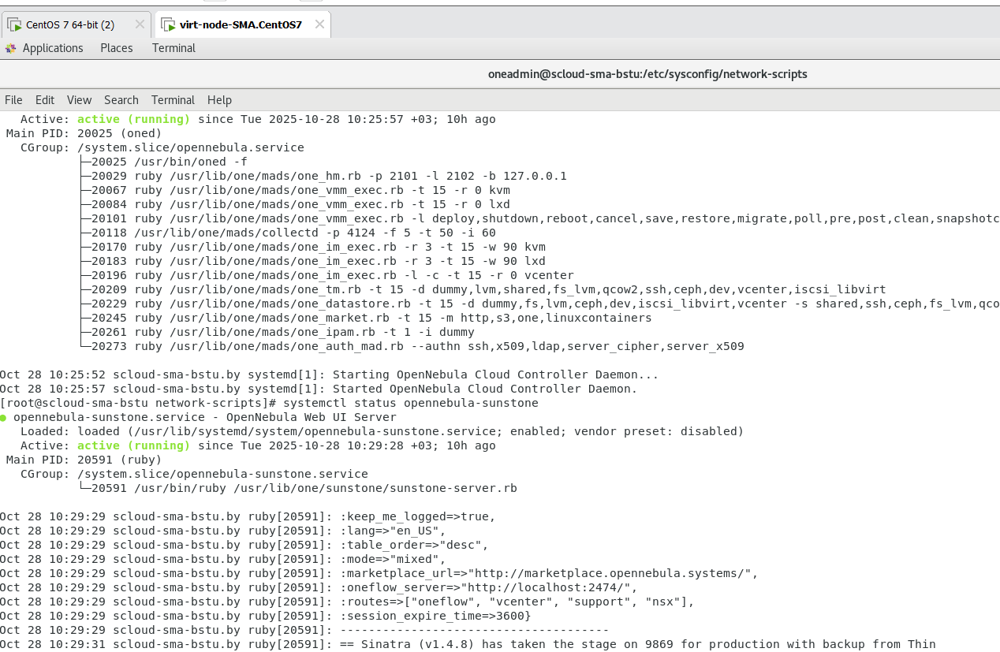 CentOS 7 64-bit (2)
virt-node-SMA.CentOS7
Applications Places Terminal
oneadmin@scloud-sma-bstu:/etc/sysconfig/network-scripts
File Edit View Search Terminal Help
Active: active (running) since Tue 2025-10-28 10:25:57 +03; 10h ago
Main PID: 20025 (oned)
CGroup: /system.slice/opennebula.service
├─20025 /usr/bin/oned -f
├─20029 ruby /usr/lib/one/mads/one_hm.rb -p 2101 -l 2102 -b 127.0.0.1
├─20067 ruby /usr/lib/one/mads/one_vmm_exec.rb -t 15 -r 0 kvm
├─20084 ruby /usr/lib/one/mads/one_vmm_exec.rb -t 15 -r 0 lxd
├─20101 ruby /usr/lib/one/mads/one_vmm_exec.rb -l deploy,shutdown,reboot,cancel,save,restore,migrate,poll,pre,post,clean,snapshotc
├─20118 /usr/lib/one/mads/collectd -p 4124 -f 5 -t 50 -i 60
├─20170 ruby /usr/lib/one/mads/one_im_exec.rb -r 3 -t 15 -w 90 kvm
├─20183 ruby /usr/lib/one/mads/one_im_exec.rb -r 3 -t 15 -w 90 lxd
├─20196 ruby /usr/lib/one/mads/one_im_exec.rb -l -c -t 15 -r 0 vcenter
├─20209 ruby /usr/lib/one/mads/one_tm.rb -t 15 -d dummy,lvm,shared,fs_lvm,qcow2,ssh,ceph,dev,vcenter,iscsi_libvirt
├─20229 ruby /usr/lib/one/mads/one_datastore.rb -t 15 -d dummy,fs,lvm,ceph,dev,iscsi_libvirt,vcenter -s shared,ssh,ceph,fs_lvm,qco
├─20245 ruby /usr/lib/one/mads/one_market.rb -t 15 -m http,s3,one,linuxcontainers
├─20261 ruby /usr/lib/one/mads/one_ipam.rb -t 1 -i dummy
└─20273 ruby /usr/lib/one/mads/one_auth_mad.rb --authn ssh,x509,ldap,server_cipher,server_x509
Oct 28 10:25:52 scloud-sma-bstu.by systemd[1]: Starting OpenNebula Cloud Controller Daemon...
Oct 28 10:25:57 scloud-sma-bstu.by systemd[1]: Started OpenNebula Cloud Controller Daemon.
[root@scloud-sma-bstu network-scripts]# systemctl status opennebula-sunstone
● opennebula-sunstone.service - OpenNebula Web UI Server
Loaded: loaded (/usr/lib/systemd/system/opennebula-sunstone.service; enabled; vendor preset: disabled)
Active: active (running) since Tue 2025-10-28 10:29:28 +03; 10h ago
Main PID: 20591 (ruby)
CGroup: /system.slice/opennebula-sunstone.service
└─20591 /usr/bin/ruby /usr/lib/one/sunstone/sunstone-server.rb
Oct 28 10:29:29 scloud-sma-bstu.by ruby[20591]: :keep_me_logged=>true,
Oct 28 10:29:29 scloud-sma-bstu.by ruby[20591]: :lang=>"en_US",
Oct 28 10:29:29 scloud-sma-bstu.by ruby[20591]: :table_order=>"desc",
Oct 28 10:29:29 scloud-sma-bstu.by ruby[20591]: :mode=>"mixed",
Oct 28 10:29:29 scloud-sma-bstu.by ruby[20591]: :marketplace_url=>"http://marketplace.opennebula.systems/",
Oct 28 10:29:29 scloud-sma-bstu.by ruby[20591]: :oneflow_server=>"http://localhost:2474/",
Oct 28 10:29:29 scloud-sma-bstu.by ruby[20591]: :routes=>["oneflow", "vcenter", "support", "nsx"],
Oct 28 10:29:29 scloud-sma-bstu.by ruby[20591]: :session_expire_time=>3600}
Oct 28 10:29:29 scloud-sma-bstu.by ruby[20591]: --------------------------------------
Oct 28 10:29:31 scloud-sma-bstu.by ruby[20591]: == Sinatra (v1.4.8) has taken the stage on 9869 for production with backup from Thin